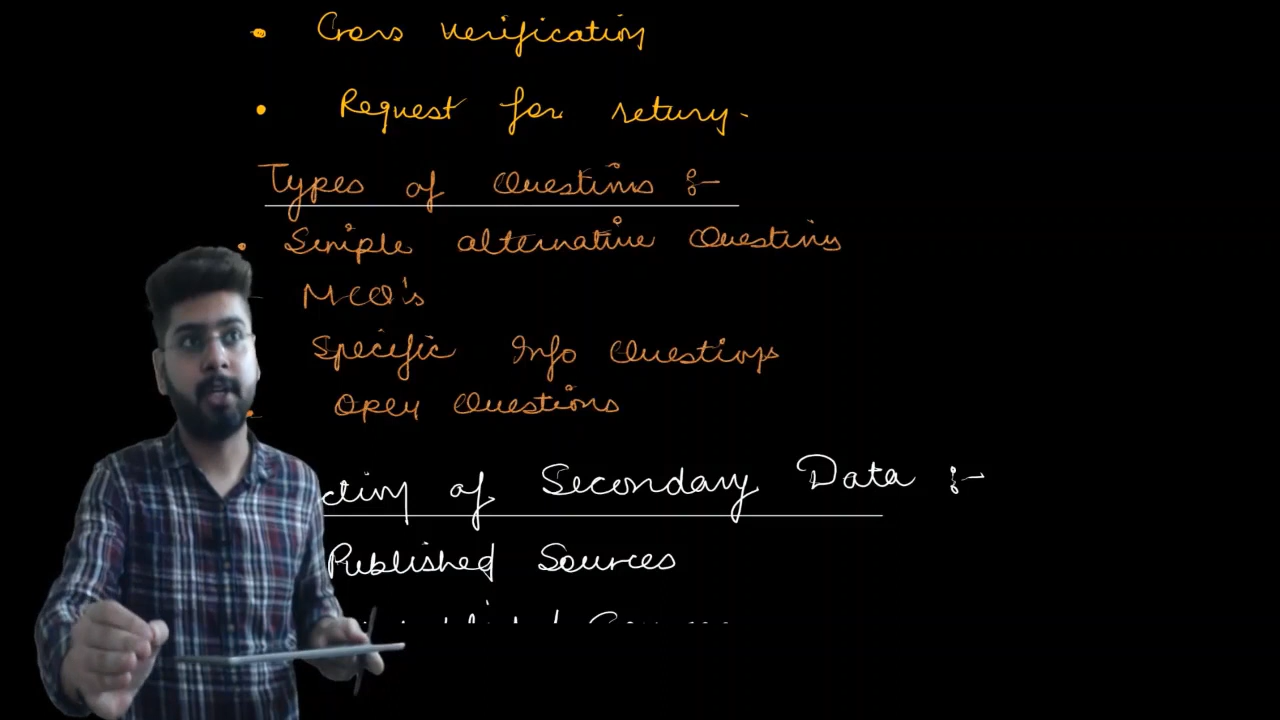 • Cross verification
• Request for return.
Types of Questions :-
• Simple alternative Questions
MCQ's
Specific Info Questions
• Open Questions
of Secondary Data :-
Published Sources